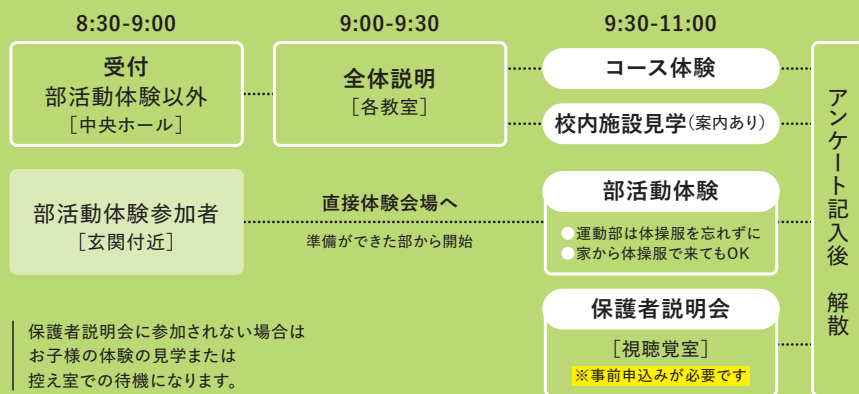 8:30-9:00
9:00-9:30
9:30-11:00
受付
部活動体験以外
［中央ホール］
全体説明
［各教室］
コース体験
校内施設見学(案内あり)
部活動体験参加者
［玄関付近］
直接体験会場へ
準備ができた部から開始
部活動体験
●運動部は体操服を忘れずに
●家から体操服で来てもOK
保護者説明会
［視聴覚室］
※事前申込みが必要です
アンケート記入後 解散
保護者説明会に参加されない場合は
お子様の体験の見学または
控え室での待機になります。